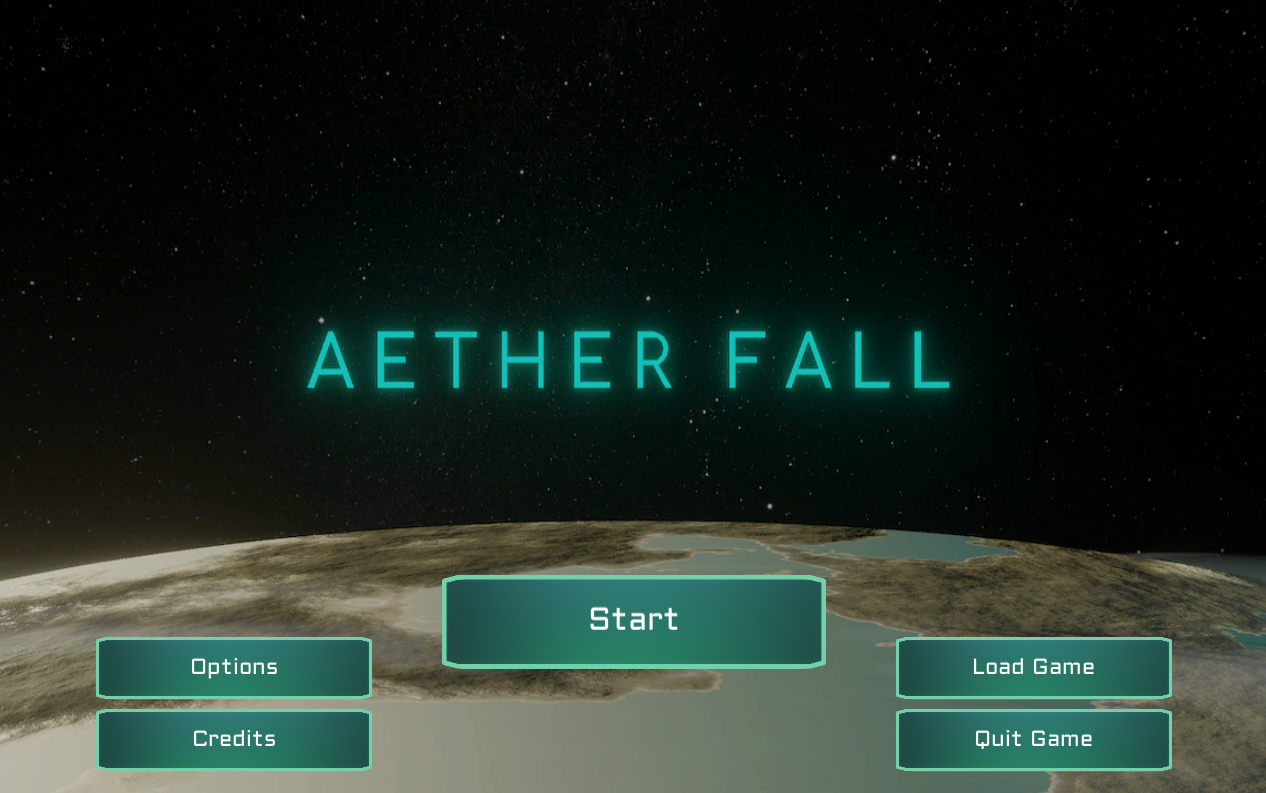 AETHER FALL
Start
Options
Load Game
Credits
Quit Game